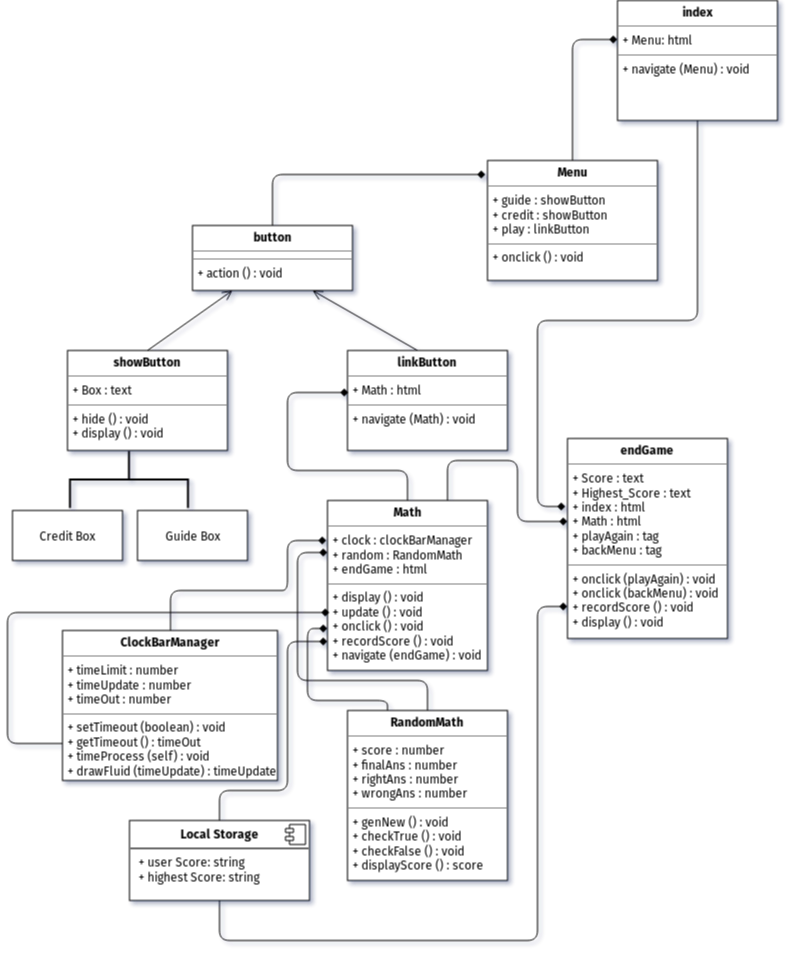 index
+ Menu: html
+ navigate (Menu) : void
Menu
+ guide : showButton
+ credit : showButton
+ play : linkButton
+ onclick () : void
button
+ action () : void
showButton
+ Box : text
+ hide () : void
+ display () : void
linkButton
+ Math : html
+ navigate (Math) : void
Credit Box
Guide Box
endGame
+ Score : text
+ Highest_Score : text
+ index : html
+ Math : html
+ playAgain : tag
+ backMenu : tag
+ onclick (playAgain) : void
+ onclick (backMenu) : void
+ recordScore () : void
+ display () : void
Math
+ clock : clockBarManager
+ random : RandomMath
+ endGame : html
+ display () : void
+ update () : void
+ onclick () : void
+ recordScore () : void
+ navigate (endGame) : void
ClockBarManager
+ timeLimit : number
+ timeUpdate : number
+ timeOut : number
+ setTimeout (boolean) : void
+ getTimeout () : timeOut
+ timeProcess (self) : void
+ drawFluid (timeUpdate) : timeUpdate
RandomMath
+ score : number
+ finalAns : number
+ rightAns : number
+ wrongAns : number
+ genNew () : void
+ checkTrue () : void
+ checkFalse () : void
+ displayScore () : score
Local Storage
+ user Score: string
+ highest Score: string